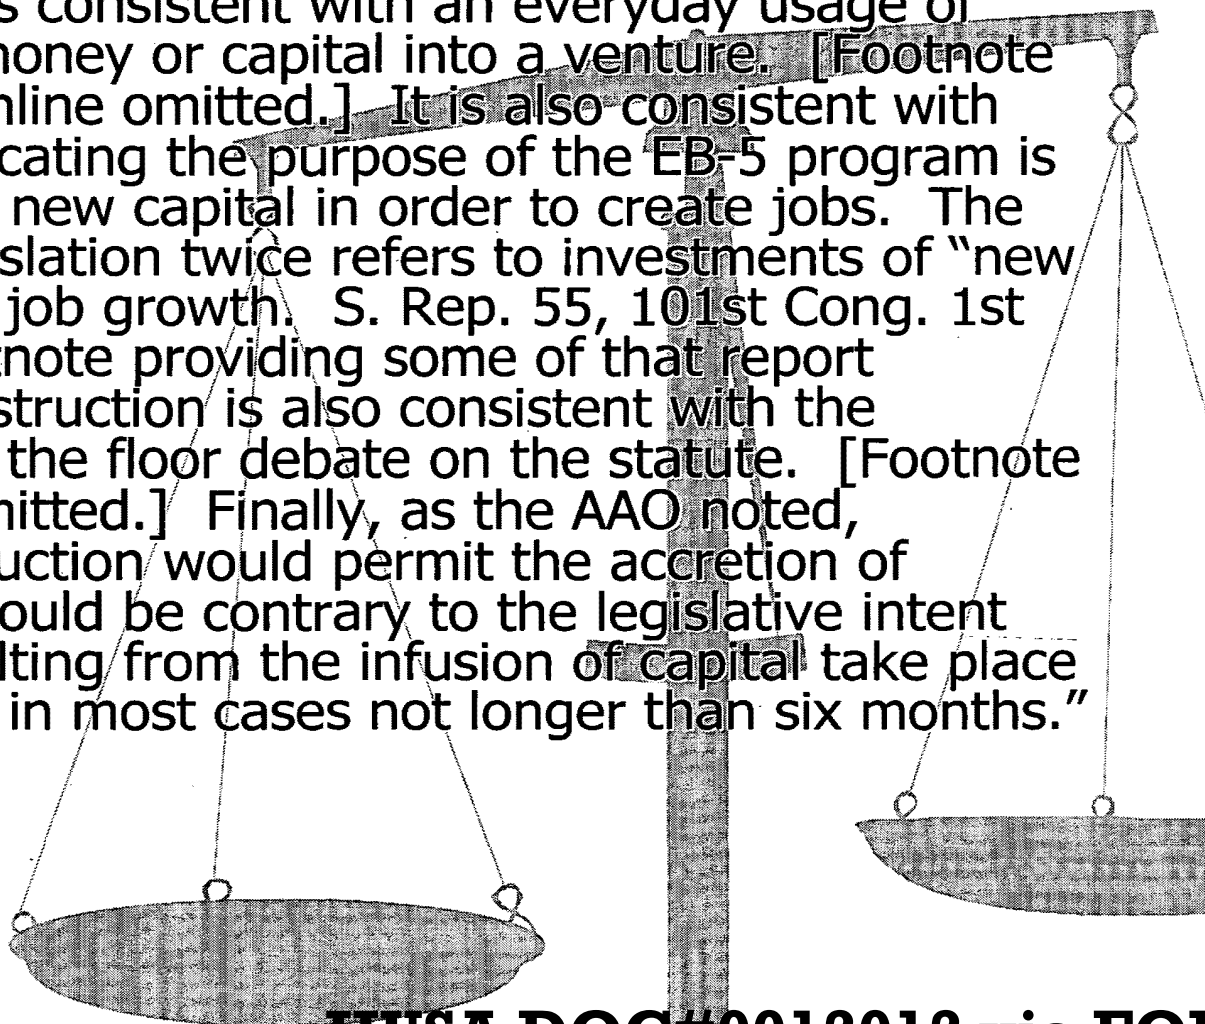 s consistent with an everyday usage of
money or capital into a venture.  [Footnote
nline omitted.]  It is also consistent with
cating the purpose of the EB-5 program is
new capital in order to create jobs.  The
slation twice refers to investments of “new
job growth.  S. Rep. 55, 101st Cong. 1st
tnote providing some of that report
struction is also consistent with the
the floor debate on the statute.  [Footnote
mitted.]  Finally, as the AAO noted,
uction would permit the accretion of
ould be contrary to the legislative intent
lting from the infusion of capital take place
in most cases not longer than six months.”